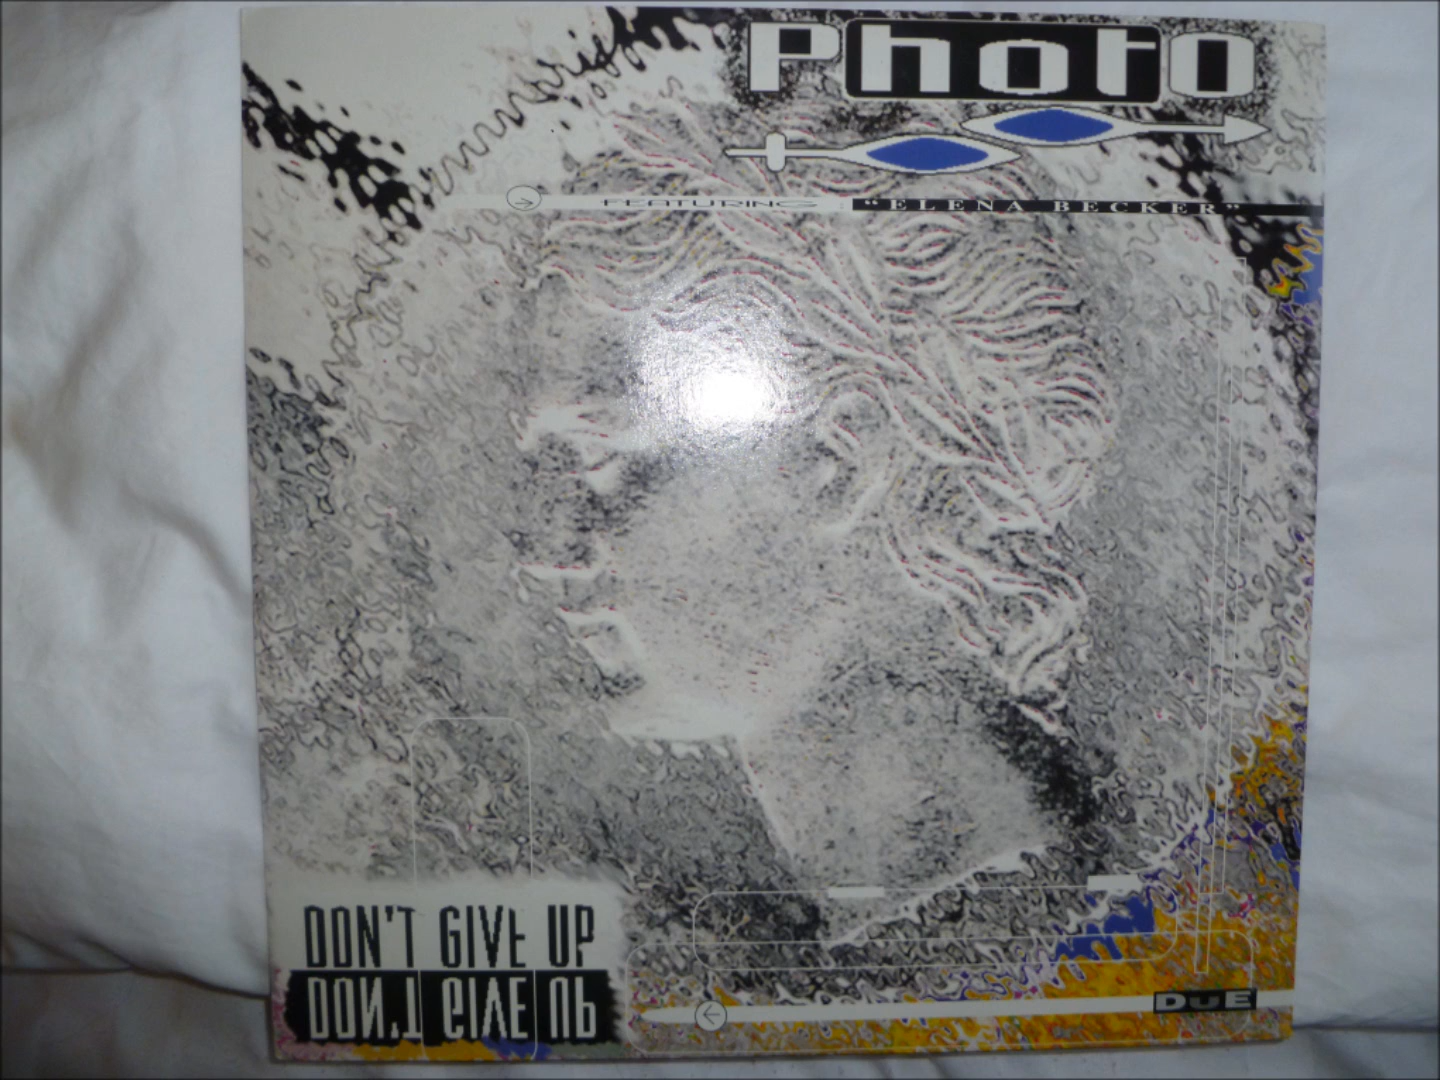 Photo
FEATURING : "ELENA BECKER"
DON'T GIVE UP
DON'T GIVE UP
DUE